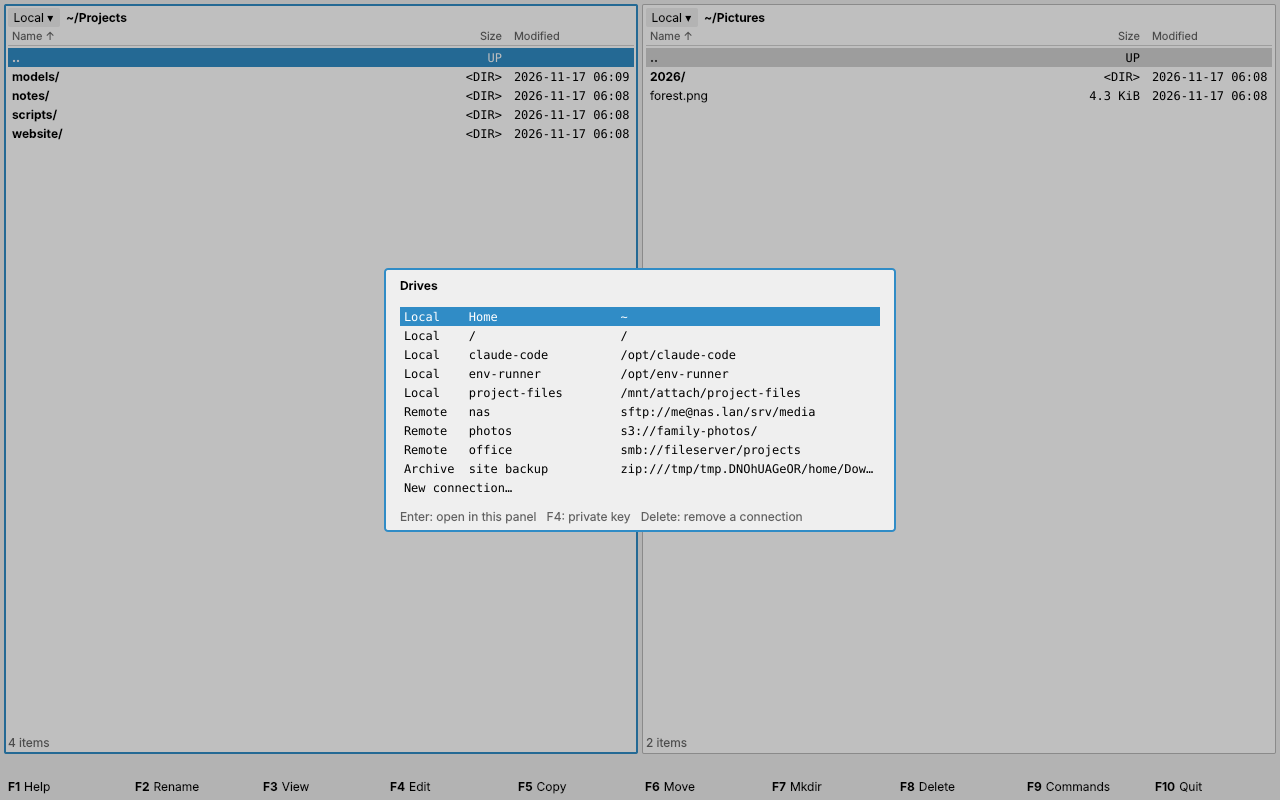 Local ▾ ~/Projects
Name ↑ Size Modified
.. UP
models/ <DIR> 2026-11-17 06:09
notes/ <DIR> 2026-11-17 06:08
scripts/ <DIR> 2026-11-17 06:08
website/ <DIR> 2026-11-17 06:08
4 items
Local ▾ ~/Pictures
Name ↑ Size Modified
.. UP
2026/ <DIR> 2026-11-17 06:08
forest.png 4.3 KiB 2026-11-17 06:08
2 items
Drives
Local Home ~
Local / /
Local claude-code /opt/claude-code
Local env-runner /opt/env-runner
Local project-files /mnt/attach/project-files
Remote nas sftp://me@nas.lan/srv/media
Remote photos s3://family-photos/
Remote office smb://fileserver/projects
Archive site backup zip:///tmp/tmp.DNOhUAGeOR/home/Dow…
New connection…
Enter: open in this panel F4: private key Delete: remove a connection
F1 Help F2 Rename F3 View F4 Edit F5 Copy F6 Move F7 Mkdir F8 Delete F9 Commands F10 Quit